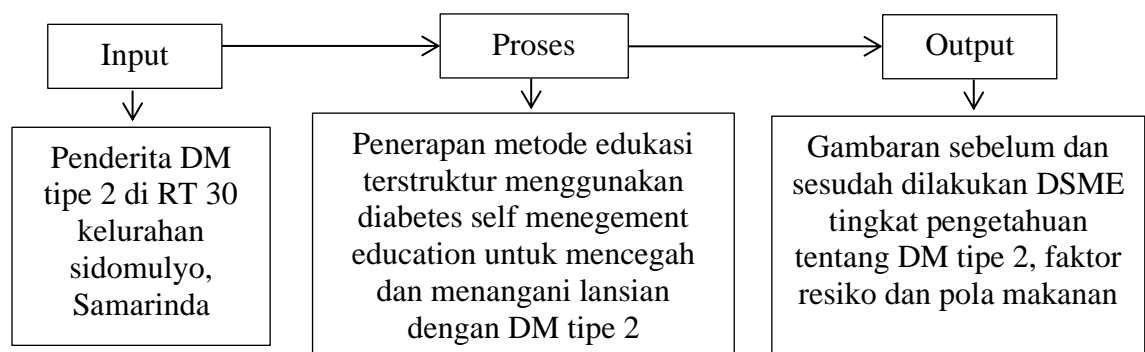 Input
Proses
Output
Penderita DM
tipe 2 di RT 30
kelurahan
sidomulyo,
Samarinda
Penerapan metode edukasi
terstruktur menggunakan
diabetes self menegement
education untuk mencegah
dan menangani lansian
dengan DM tipe 2
Gambaran sebelum dan
sesudah dilakukan DSME
tingkat pengetahuan
tentang DM tipe 2, faktor
resiko dan pola makanan